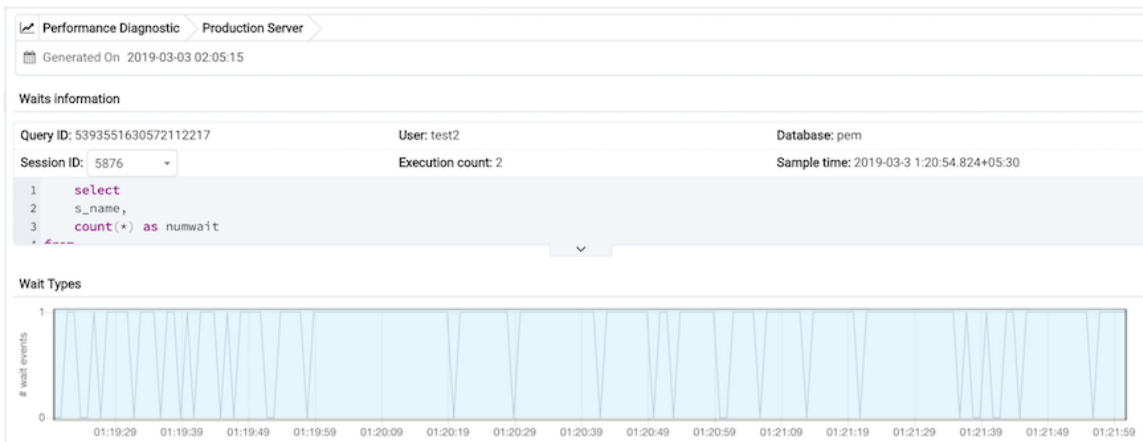 Performance Diagnostic Production Server
Generated On 2019-03-03 02:05:15
Waits information
Query ID: 5393551630572112217 User: test2 Database: pem
Session ID: 5876 Execution count: 2 Sample time: 2019-03-3 1:20:54.824+05:30
1 select
2 s_name,
3 count(*) as numwait
4 from
Wait Types
1
# wait events
0
01:19:29 01:19:39 01:19:49 01:19:59 01:20:09 01:20:19 01:20:29 01:20:39 01:20:49 01:20:59 01:21:09 01:21:19 01:21:29 01:21:39 01:21:49 01:21:59